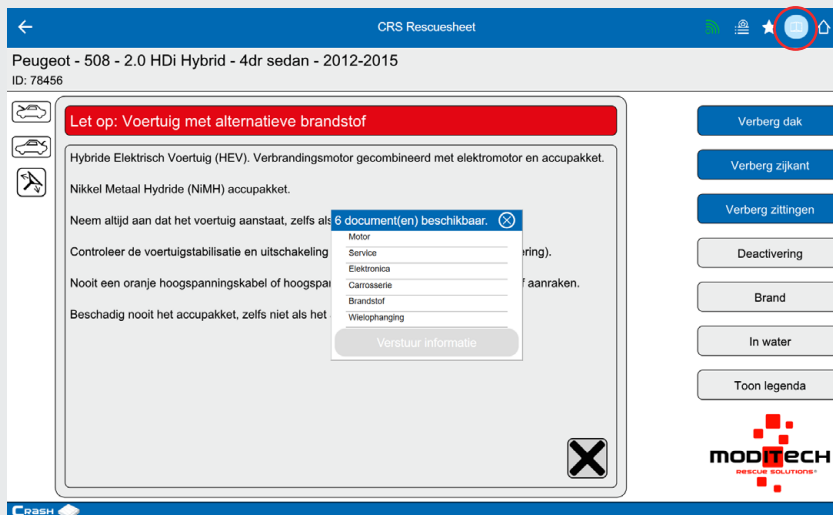 CRS Rescuesheet
Peugeot - 508 - 2.0 HDi Hybrid - 4dr sedan - 2012-2015
ID: 78456
Let op: Voertuig met alternatieve brandstof
Hybride Elektrisch Voertuig (HEV). Verbrandingsmotor gecombineerd met elektromotor en accupakket.
Nikkel Metaal Hydride (NiMH) accupakket.
Neem altijd aan dat het voertuig aanstaat, zelfs als
Controleer de voertuigstabilisatie en uitschakeling
ering).
Nooit een oranje hoogspanningskabel of hoogspa
f aanraken.
Beschadig nooit het accupakket, zelfs niet als het
6 document(en) beschikbaar.
Motor
Service
Elektronica
Carrosserie
Brandstof
Wielophanging
Verstuur informatie
Verberg dak
Verberg zijkant
Verberg zittingen
Deactivering
Brand
In water
Toon legenda
MODITECH
RESCUE SOLUTIONS
CRASH